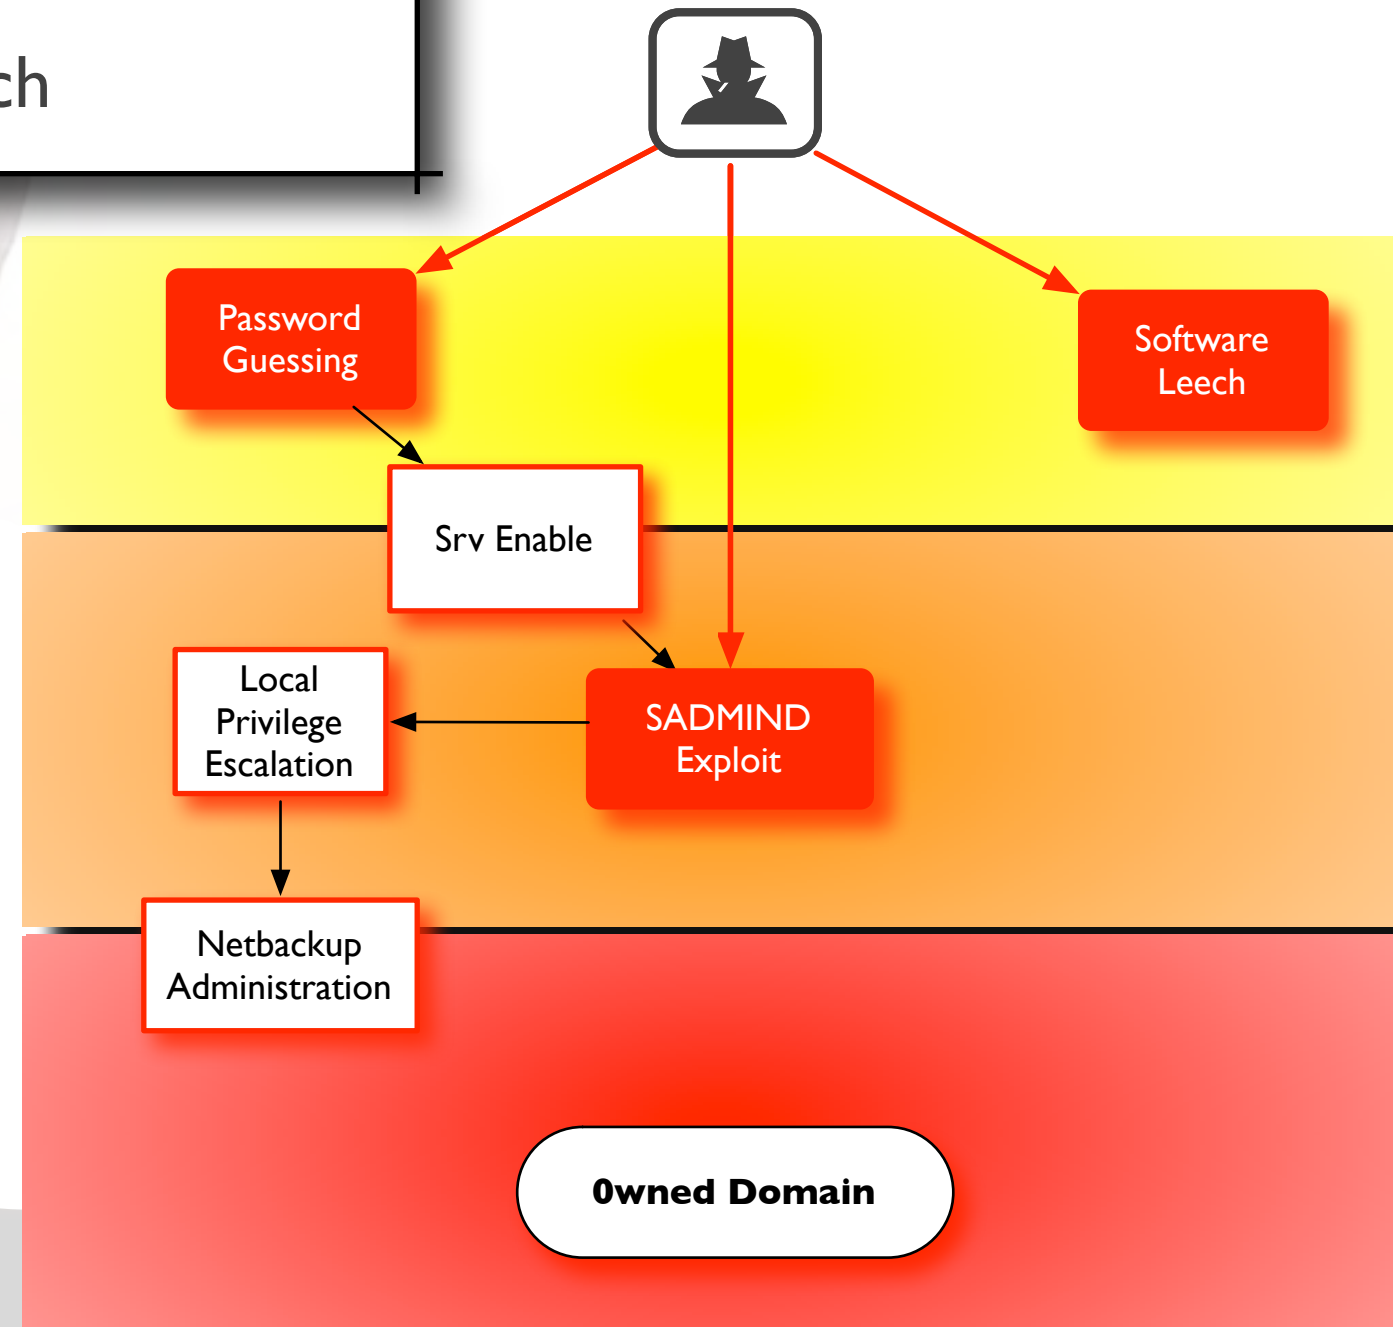 ch
Password
Guessing
Software
Leech
Srv Enable
Local
Privilege
Escalation
SADMIND
Exploit
Netbackup
Administration
0wned Domain